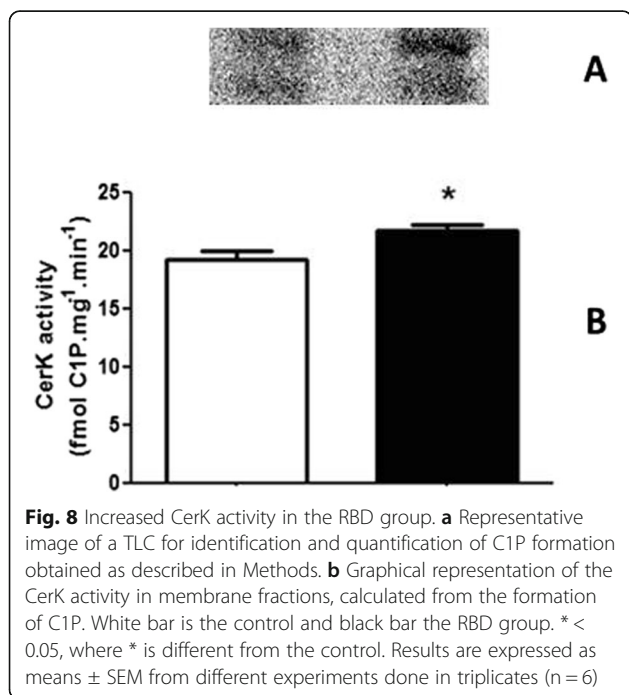 A
25
20
15
10
5
0
CerK activity
(fmol C1P.mg-1.min-1)
*
B
Fig. 8 Increased CerK activity in the RBD group. a Representative
image of a TLC for identification and quantification of C1P formation
obtained as described in Methods. b Graphical representation of the
CerK activity in membrane fractions, calculated from the formation
of C1P. White bar is the control and black bar the RBD group. * <
0.05, where * is different from the control. Results are expressed as
means ± SEM from different experiments done in triplicates (n = 6)